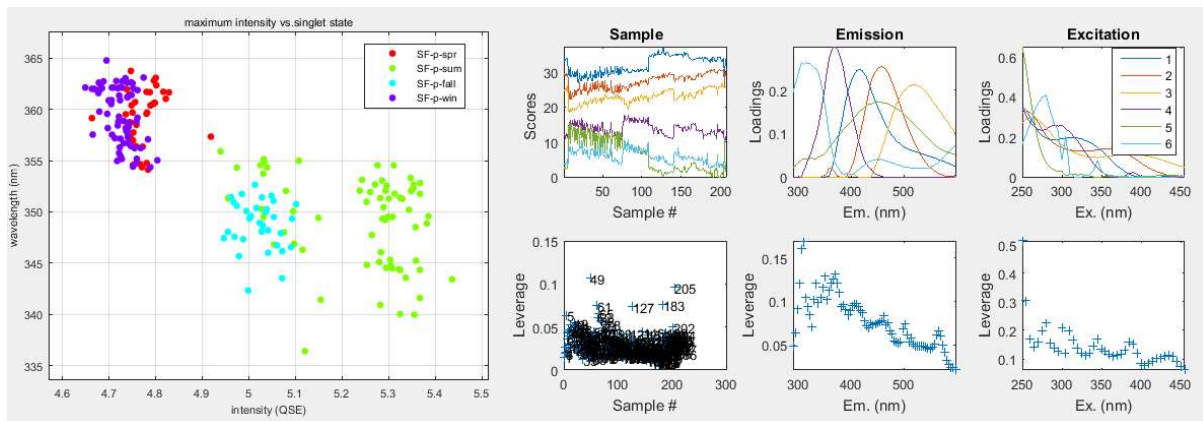 maximum intensity vs.singlet state
365
360
355
350
345
340
335
wavelength (nm)
4.6 4.7 4.8 4.9 5 5.1 5.2 5.3 5.4 5.5
intensity (QSE)
SF-p-spr
SF-p-sum
SF-p-fall
SF-p-win
Sample
30
20
10
0
Scores
50 100 150 200
Sample #
Emission
0.2
0.1
0
Loadings
300 400 500
Em. (nm)
Excitation
0.6
0.4
0.2
0
Loadings
1
2
3
4
5
6
250 300 350 400 450
Ex. (nm)
0.15
0.1
0.05
0
Leverage
49
61
127
183
205
202
0 100 200 300
Sample #
0.15
0.1
0.05
Leverage
300 400 500
Em. (nm)
0.5
0.4
0.3
0.2
0.1
Leverage
250 300 350 400 450
Ex. (nm)